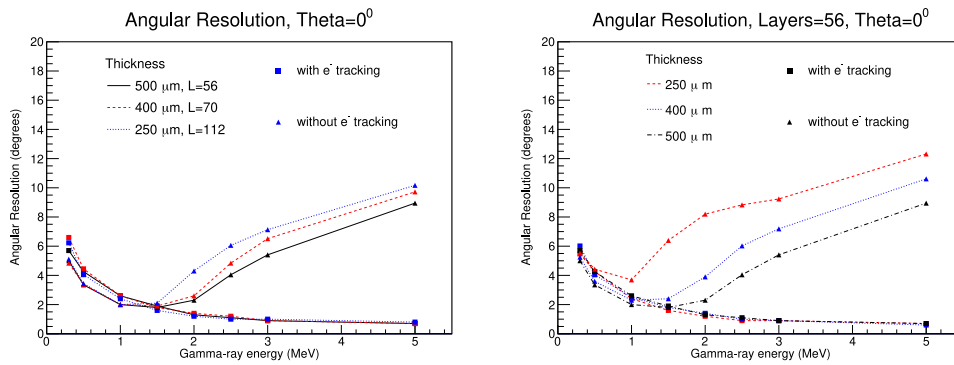 Angular Resolution, Theta=0⁰
Angular Resolution (degrees)
20
18
16
14
12
10
8
6
4
2
0
Thickness
500 μm, L=56
400 μm, L=70
250 μm, L=112
with e⁻ tracking
without e⁻ tracking
0 1 2 3 4 5
Gamma-ray energy (MeV)
Angular Resolution, Layers=56, Theta=0⁰
Angular Resolution (degrees)
20
18
16
14
12
10
8
6
4
2
0
Thickness
250 μ m
400 μ m
500 μ m
with e⁻ tracking
without e⁻ tracking
0 1 2 3 4 5
Gamma-ray energy (MeV)